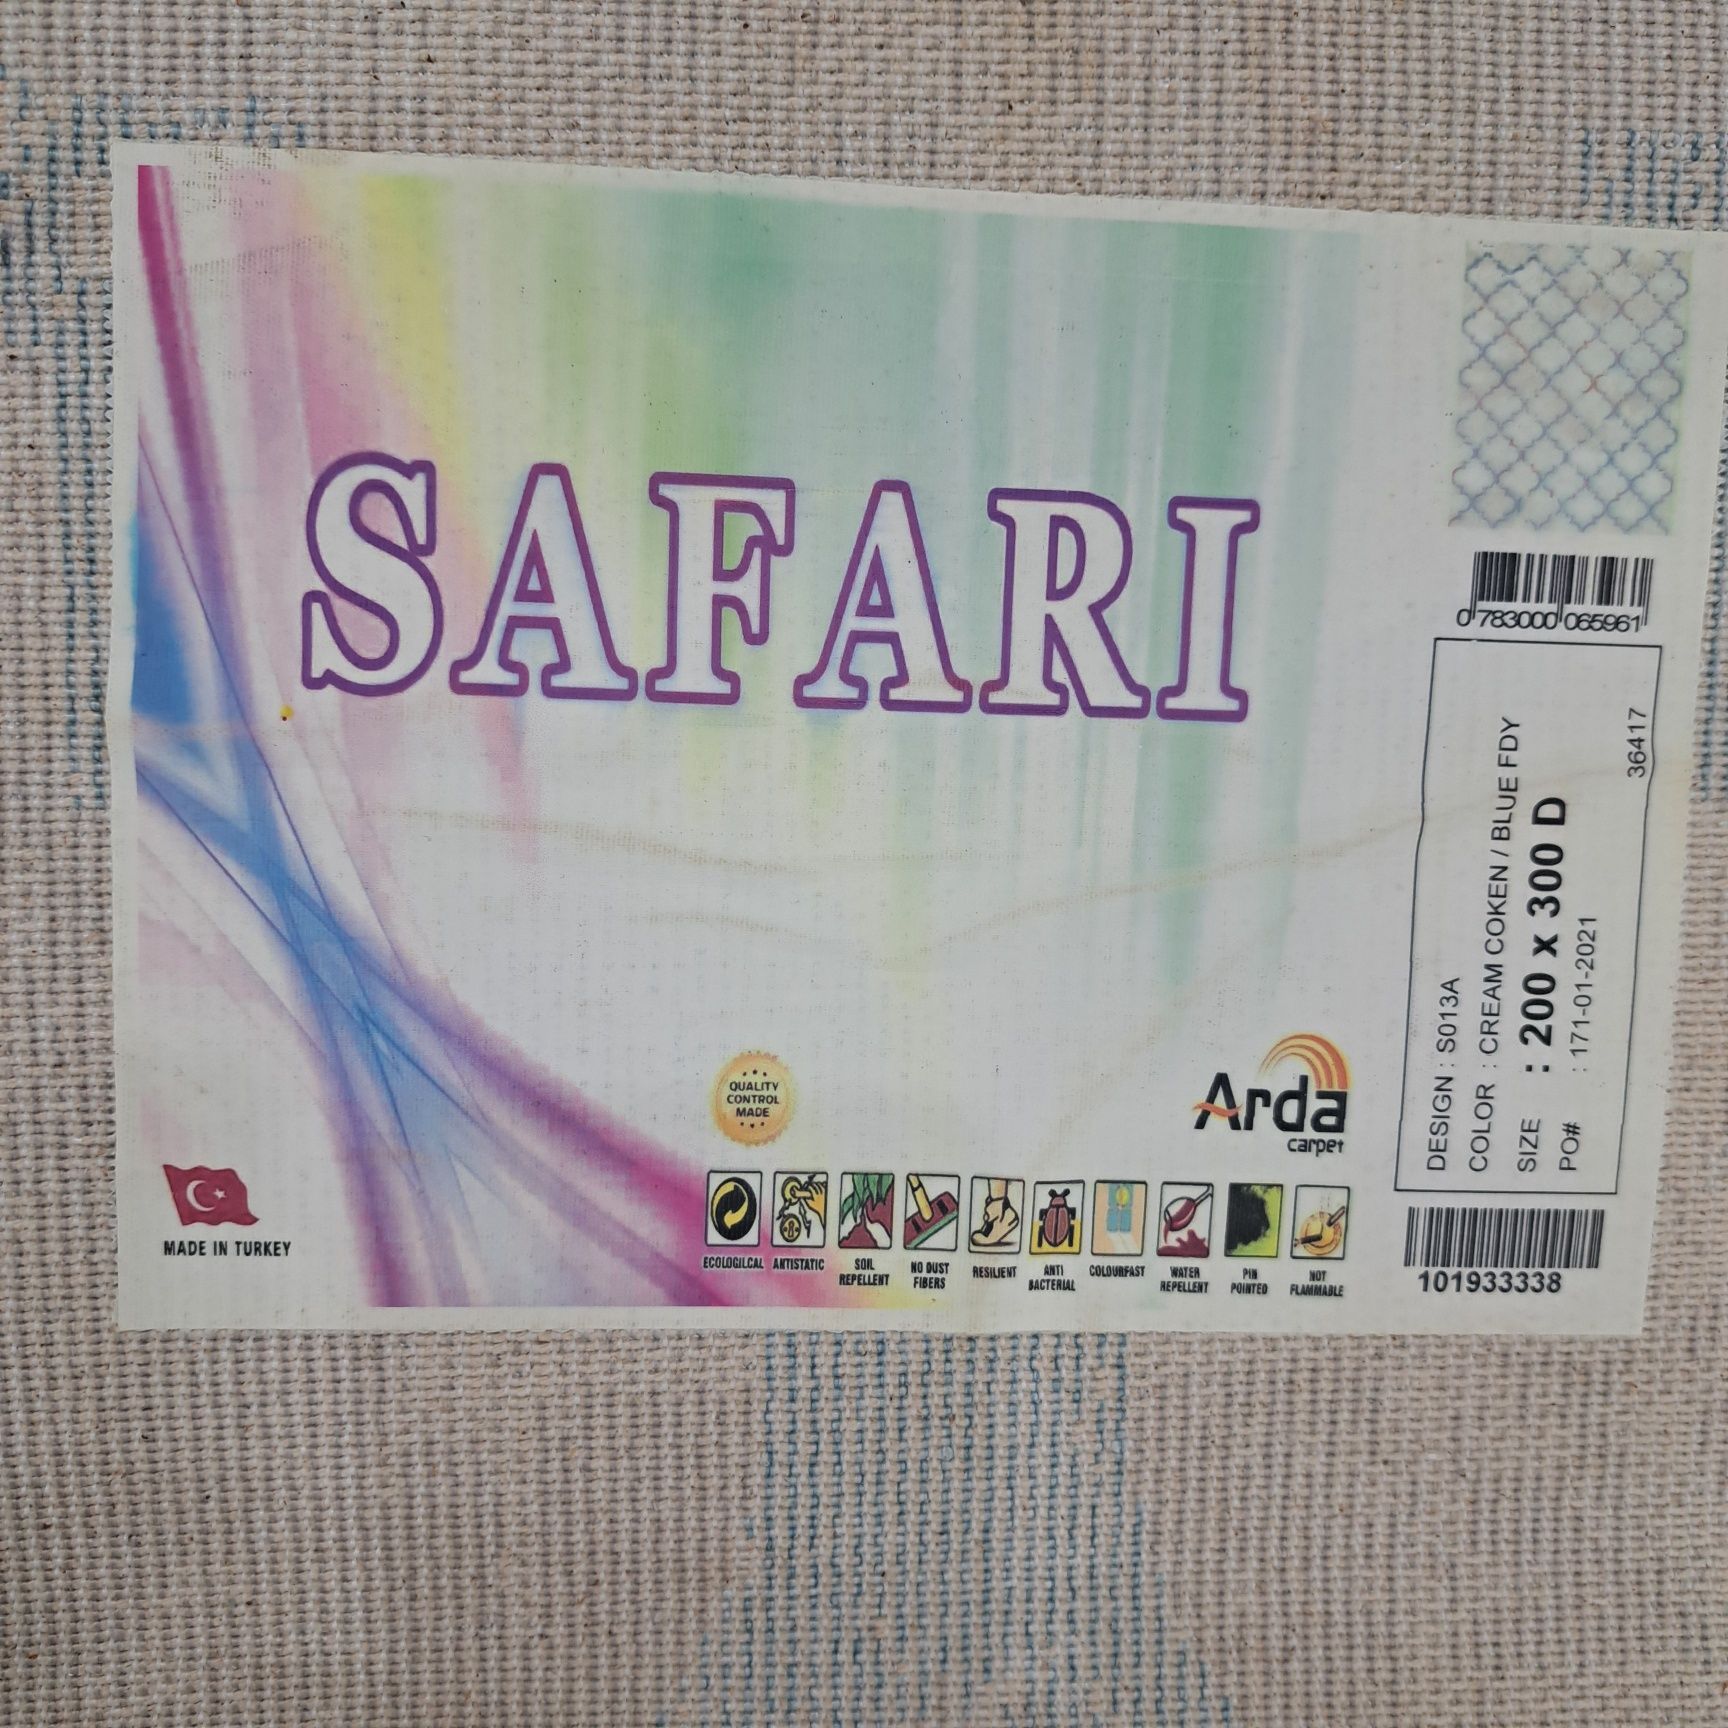 SAFARI
0 783000 065961
DESIGN : S013A
COLOR : CREAM COKEN / BLUE FDY
SIZE : 200 x 300 D
PO# : 171-01-2021
36417
101933338
QUALITY
CONTROL
MADE
Arda
carpet
MADE IN TURKEY
ECOLOGILCAL
ANTISTATIC
SOIL
REPELLENT
NO DUST
FIBERS
RESILIENT
ANTI
BACTERIAL
COLOURFAST
WATER
REPELLENT
PIN
POINTED
NOT
FLAMMABLE